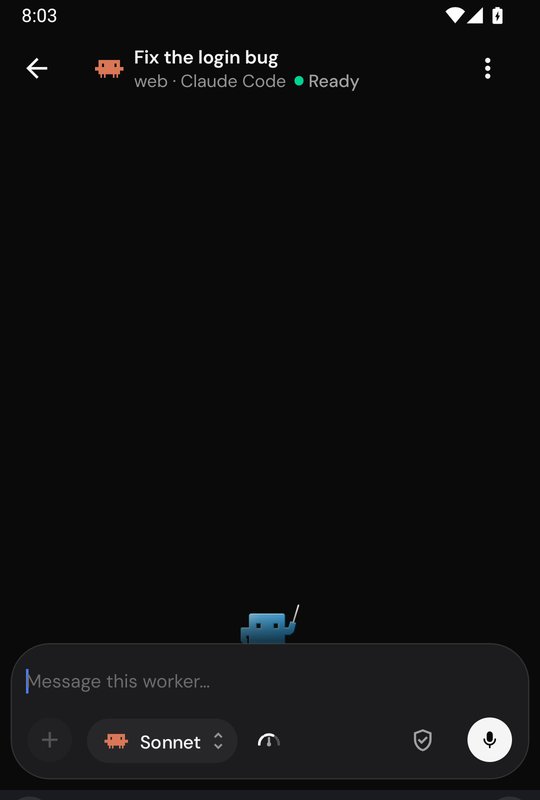 8:03
Fix the login bug
web · Claude Code ● Ready
Message this worker...
Sonnet